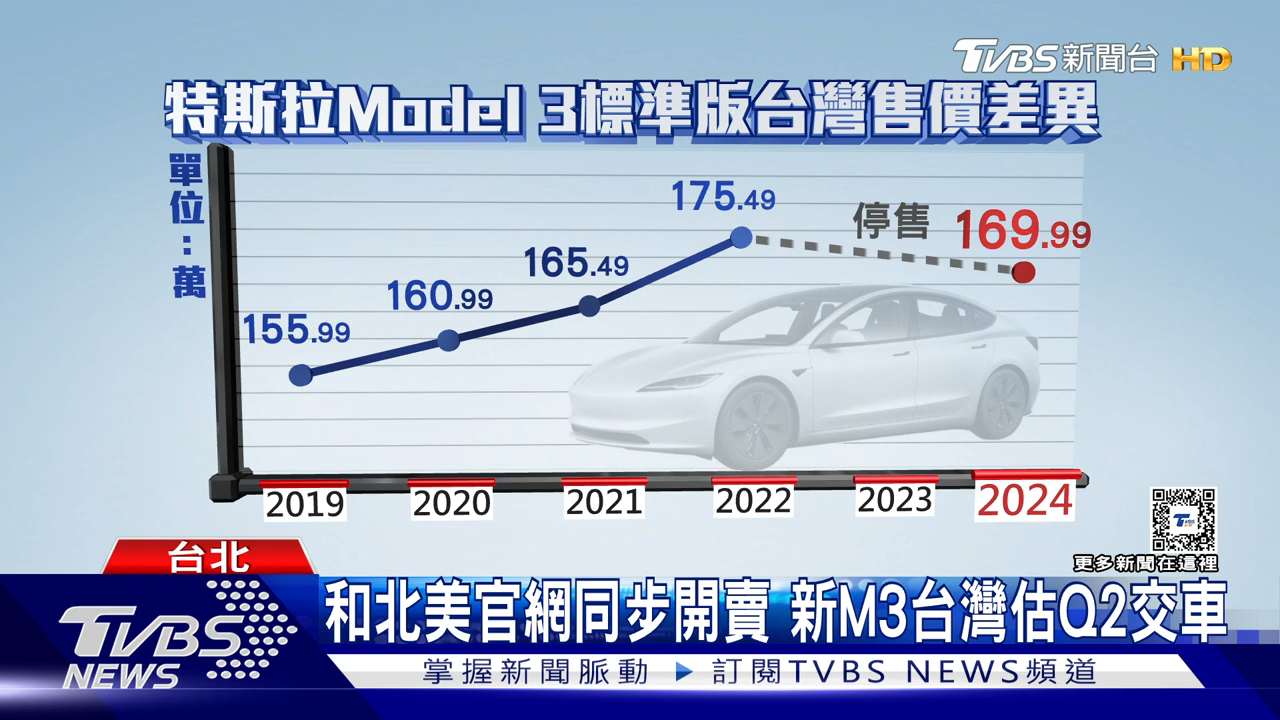 TVBS新聞台 HD
特斯拉Model 3標準版台灣售價差異
單位：萬
155.99
160.99
165.49
175.49
停售
169.99
2019
2020
2021
2022
2023
2024
TVBS
更多新聞在這裡
台北
和北美官網同步開賣 新M3台灣估Q2交車
TVBS
NEWS
掌握新聞脈動 ▶ 訂閱TVBS NEWS頻道